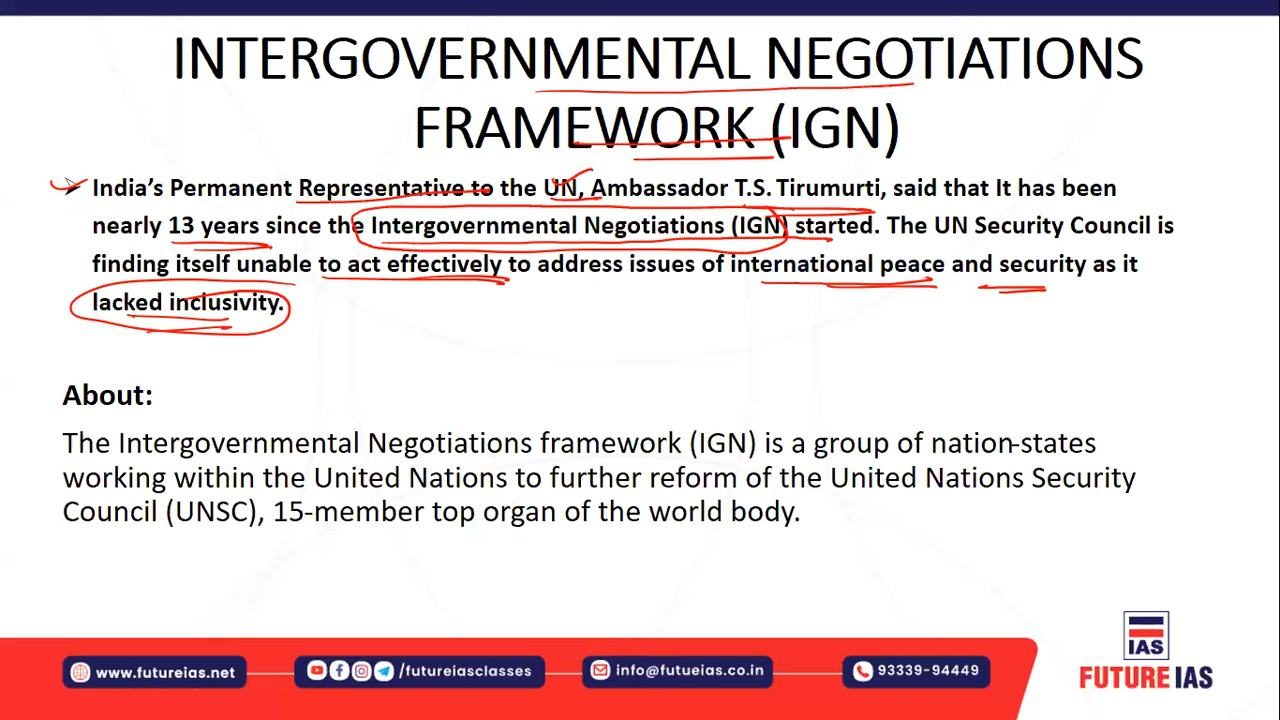 INTERGOVERNMENTAL NEGOTIATIONS
FRAMEWORK (IGN)
India’s Permanent Representative to the UN, Ambassador T.S. Tirumurti, said that It has been
nearly 13 years since the Intergovernmental Negotiations (IGN) started. The UN Security Council is
finding itself unable to act effectively to address issues of international peace and security as it
lacked inclusivity.
About:
The Intergovernmental Negotiations framework (IGN) is a group of nation-states
working within the United Nations to further reform of the United Nations Security
Council (UNSC), 15-member top organ of the world body.
www.futureias.net
/futureiasclasses
info@futueias.co.in
93339-94449
IAS
FUTURE IAS